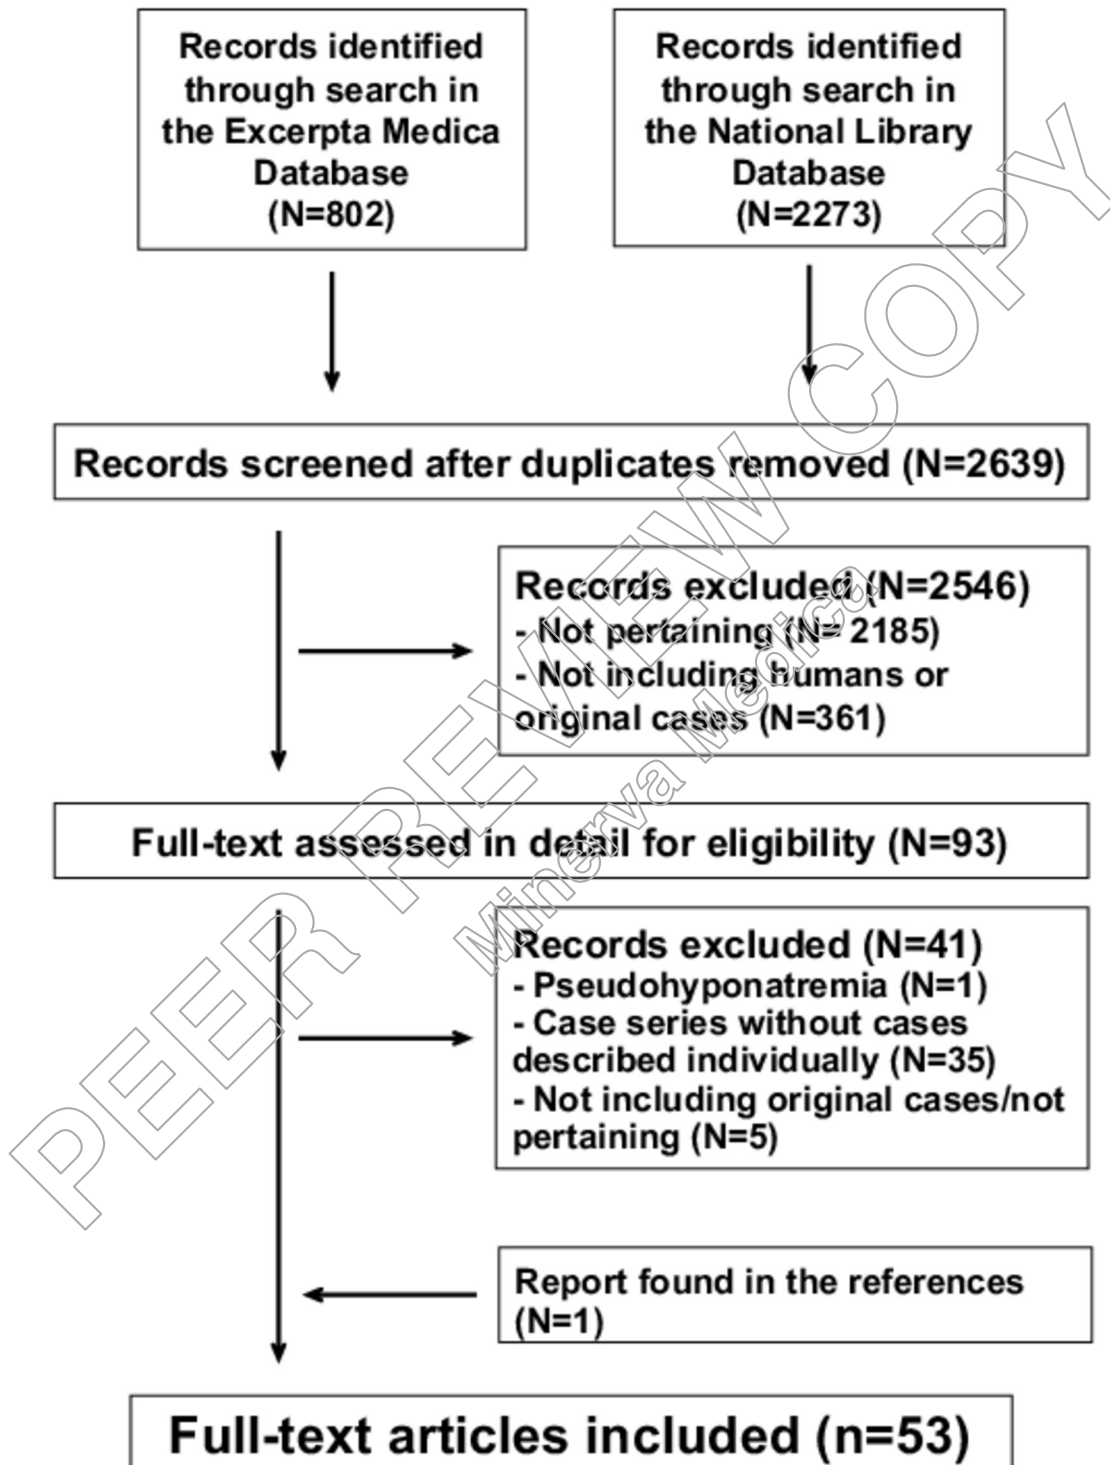 Records identified
through search in
the Excerpta Medica
Database
(N=802)
Records identified
through search in
the National Library
Database
(N=2273)
Records screened after duplicates removed (N=2639)
Records excluded (N=2546)
- Not pertaining (N= 2185)
- Not including humans or
original cases (N=361)
Full-text assessed in detail for eligibility (N=93)
Records excluded (N=41)
- Pseudohyponatremia (N=1)
- Case series without cases
described individually (N=35)
- Not including original cases/not
pertaining (N=5)
Report found in the references
(N=1)
Full-text articles included (n=53)
PEER REVIEW COPY
Minerva Medica